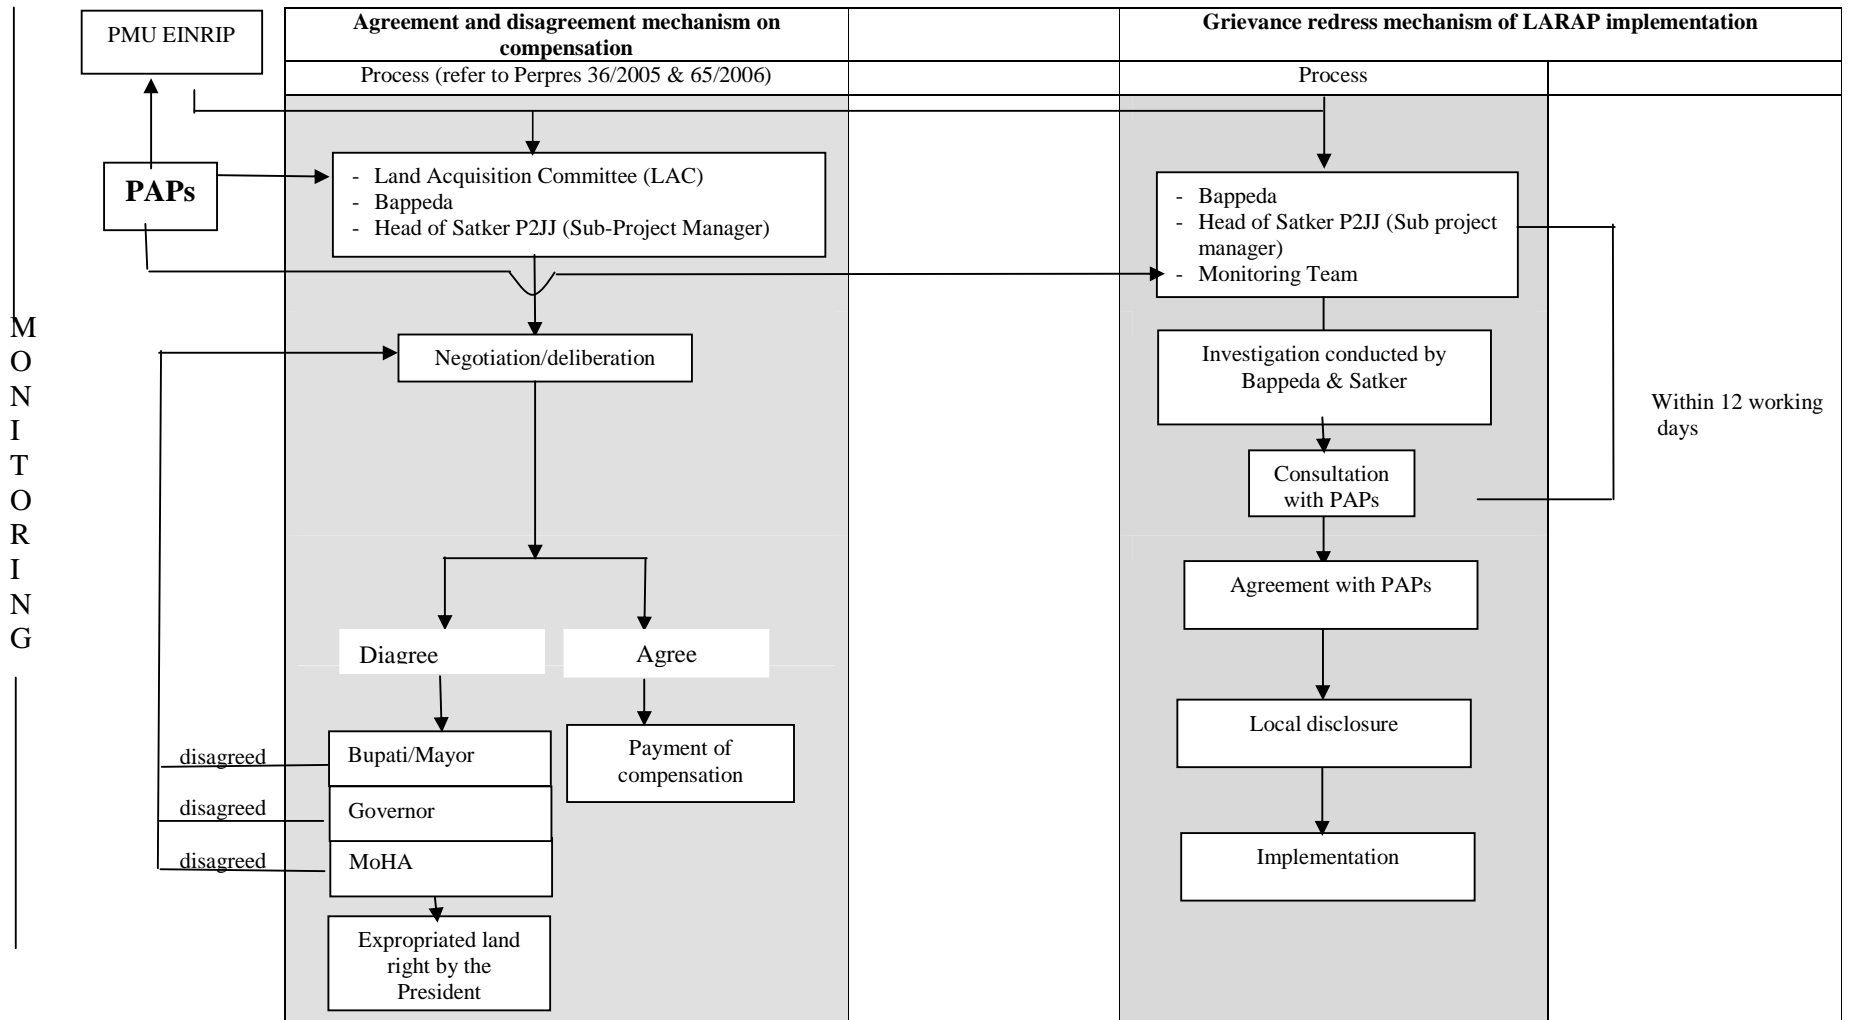 PMU EINRIP
Agreement and disagreement mechanism on
compensation
Grievance redress mechanism of LARAP implementation
Process (refer to Perpres 36/2005 & 65/2006)
Process
PAPs
- Land Acquisition Committee (LAC)
- Bappeda
- Head of Satker P2JJ (Sub-Project Manager)
- Bappeda
- Head of Satker P2JJ (Sub project
manager)
- Monitoring Team
M
O
N
I
T
O
R
I
N
G
Negotiation/deliberation
Investigation conducted by
Bappeda & Satker
Within 12 working
days
Consultation
with PAPs
Agreement with PAPs
Diagree
Agree
Local disclosure
Bupati/Mayor
disagreed
Payment of
compensation
Governor
disagreed
MoHA
disagreed
Implementation
Expropriated land
right by the
President